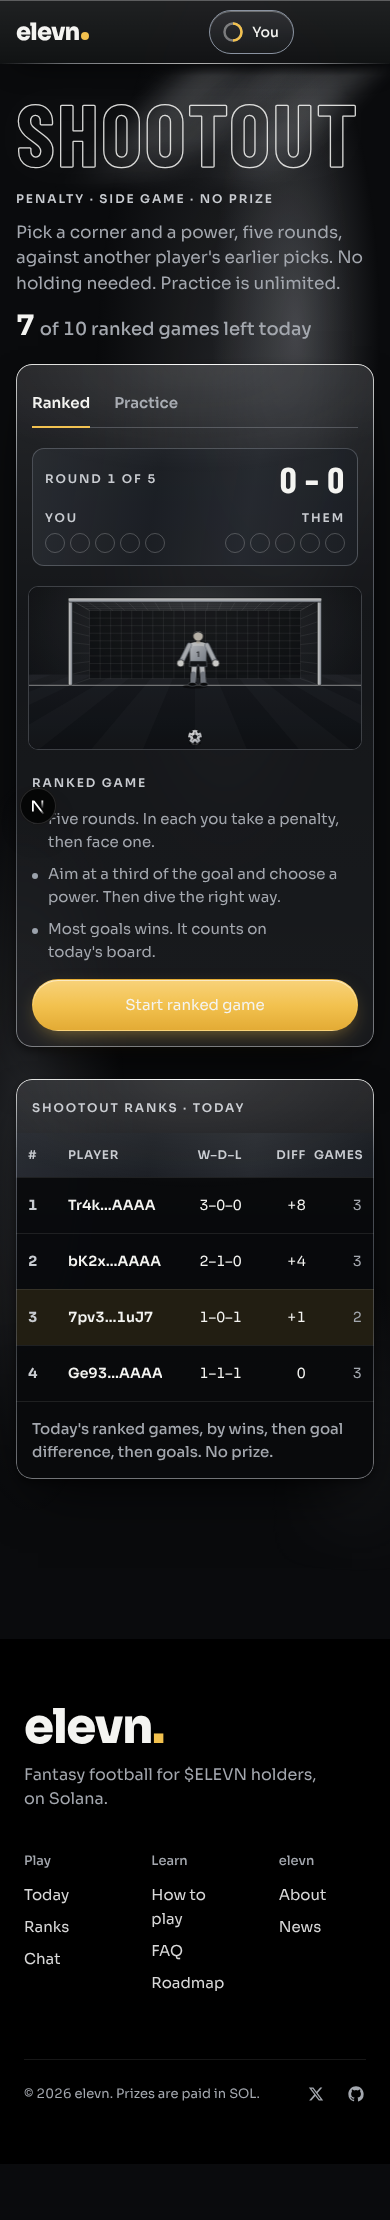 elevn.
You
SHOOTOUT
PENALTY · SIDE GAME · NO PRIZE
Pick a corner and a power, five rounds,
against another player's earlier picks. No
holding needed. Practice is unlimited.
7 of 10 ranked games left today
Ranked Practice
ROUND 1 OF 5 0 – 0
YOU THEM
1
RANKED GAME
N
Five rounds. In each you take a penalty,
then face one.
Aim at a third of the goal and choose a
power. Then dive the right way.
Most goals wins. It counts on
today's board.
Start ranked game
SHOOTOUT RANKS · TODAY
# PLAYER W–D–L DIFF GAMES
1 Tr4k…AAAA 3–0–0 +8 3
2 bK2x…AAAA 2–1–0 +4 3
3 7pv3…1uJ7 1–0–1 +1 2
4 Ge93…AAAA 1–1–1 0 3
Today's ranked games, by wins, then goal
difference, then goals. No prize.
elevn.
Fantasy football for $ELEVN holders,
on Solana.
Play Learn elevn
Today How to play About
Ranks FAQ News
Chat Roadmap
© 2026 elevn. Prizes are paid in SOL.